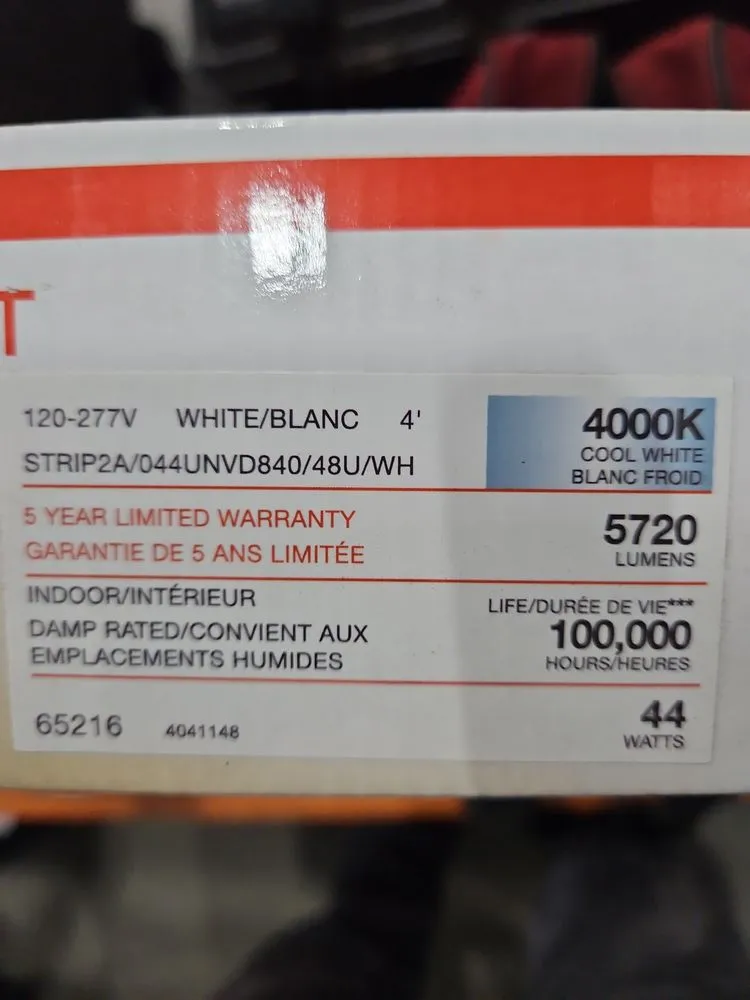 T
120-277V WHITE/BLANC 4'
STRIP2A/044UNVD840/48U/WH
4000K
COOL WHITE
BLANC FROID
5 YEAR LIMITED WARRANTY
GARANTIE DE 5 ANS LIMITÉE
5720
LUMENS
INDOOR/INTÉRIEUR
DAMP RATED/CONVIENT AUX
EMPLACEMENTS HUMIDES
LIFE/DURÉE DE VIE***
100,000
HOURS/HEURES
65216 4041148
44
WATTS